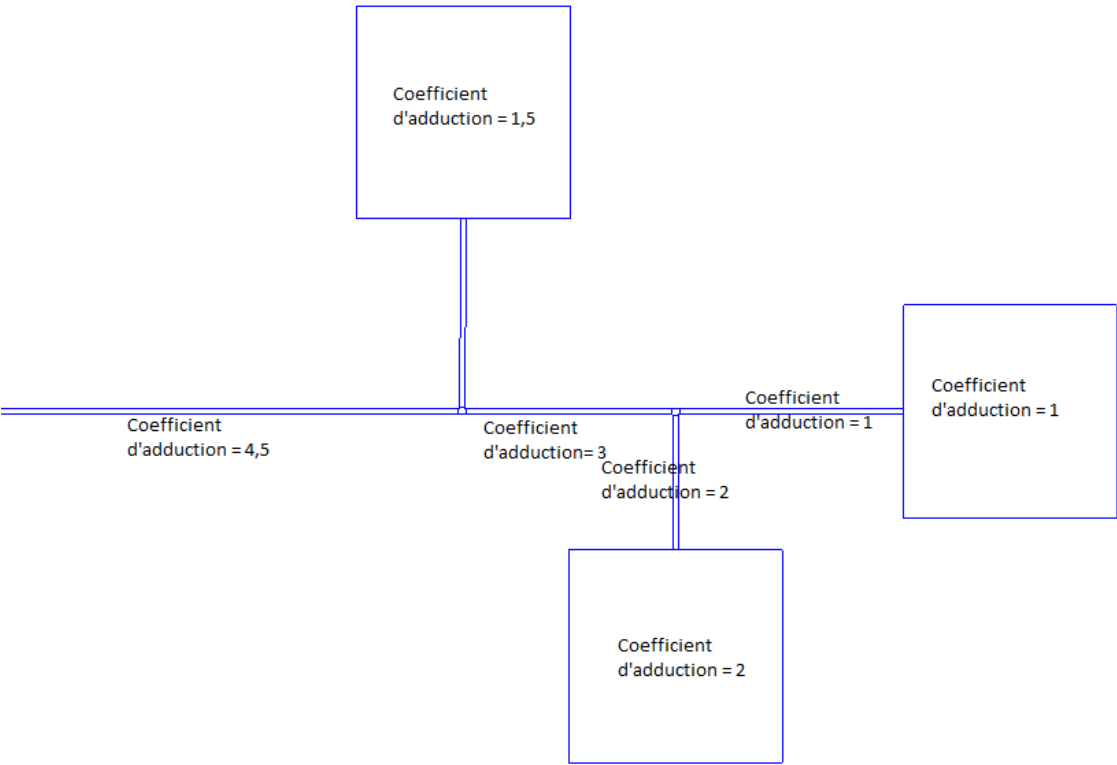 Coefficient
d'adduction = 1,5
Coefficient
d'adduction = 1
Coefficient
d'adduction = 1
Coefficient
d'adduction = 4,5
Coefficient
d'adduction= 3
Coefficient
d'adduction = 2
Coefficient
d'adduction = 2